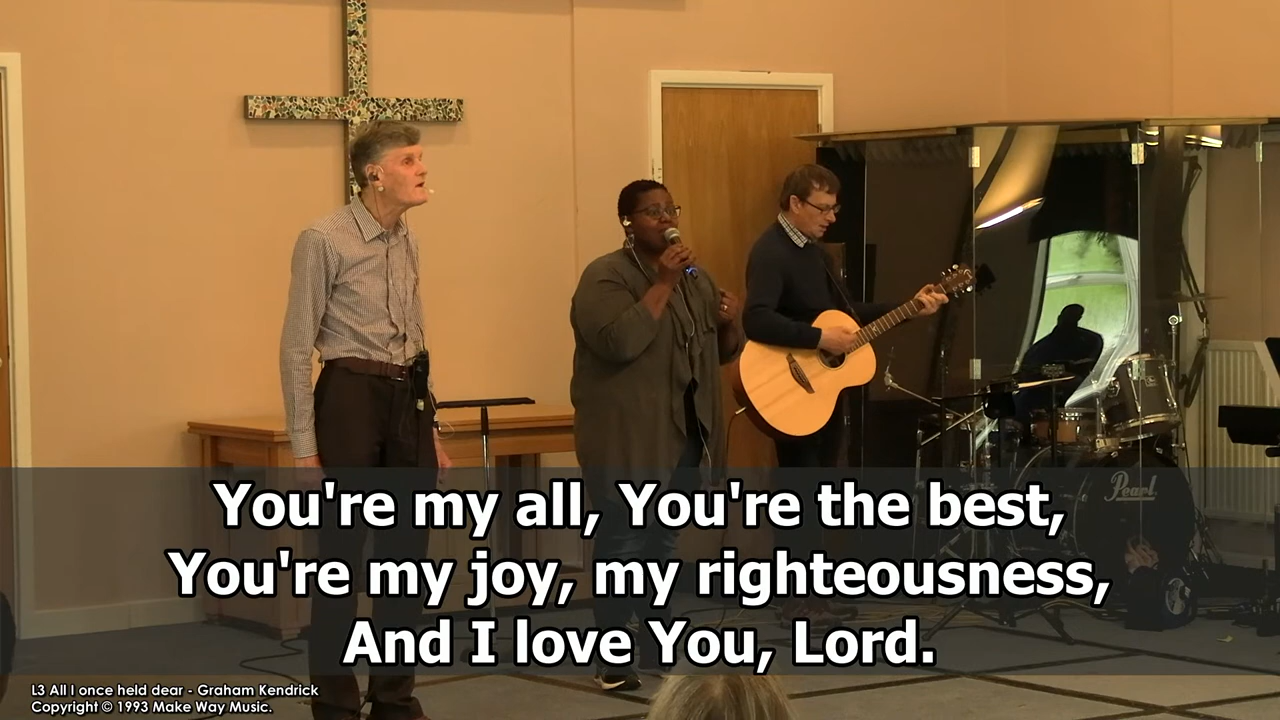 Pearl
You're my all, You're the best,
You're my joy, my righteousness,
And I love You, Lord.
L3 All I once held dear - Graham Kendrick
Copyright © 1993 Make Way Music.